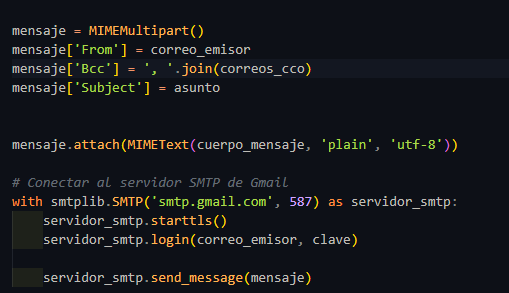 mensaje = MIMEMultipart()
mensaje['From'] = correo_emisor
mensaje['Bcc'] = ', '.join(correos_cco)
mensaje['Subject'] = asunto
mensaje.attach(MIMEText(cuerpo_mensaje, 'plain', 'utf-8'))
# Conectar al servidor SMTP de Gmail
with smtplib.SMTP('smtp.gmail.com', 587) as servidor_smtp:
    servidor_smtp.starttls()
    servidor_smtp.login(correo_emisor, clave)
    servidor_smtp.send_message(mensaje)